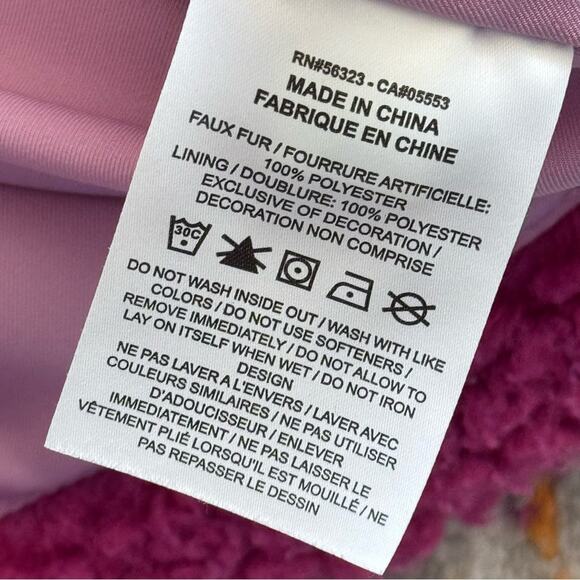 RN#56323 - CA#05553
MADE IN CHINA
FABRIQUE EN CHINE
FAUX FUR / FOURRURE ARTIFICIELLE:
100% POLYESTER
LINING / DOUBLURE: 100% POLYESTER
EXCLUSIVE OF DECORATION /
DECORATION NON COMPRISE
30C
DO NOT WASH INSIDE OUT / WASH WITH LIKE
COLORS / DO NOT USE SOFTENERS /
REMOVE IMMEDIATELY / DO NOT ALLOW TO
LAY ON ITSELF WHEN WET / DO NOT IRON
DESIGN
NE PAS LAVER A L'ENVERS / LAVER AVEC
COULEURS SIMILAIRES / NE PAS UTILISER
D'ADOUCISSEUR / ENLEVER
IMMEDIATEMENT / NE PAS LAISSER LE
VÊTEMENT PLIÉ LORSQU'IL EST MOUILLÉ / NE
PAS REPASSER LE DESSIN